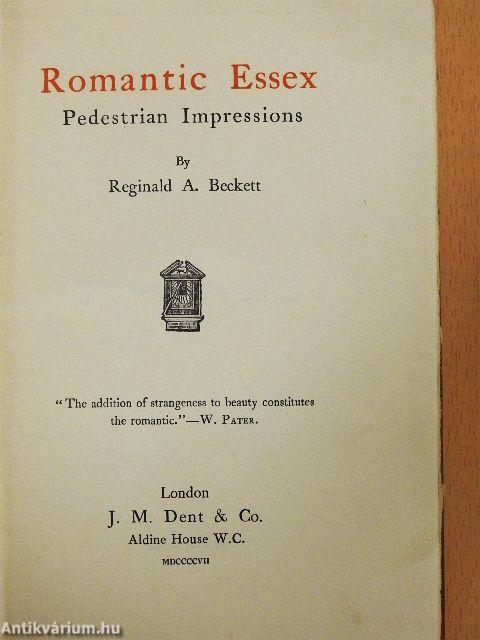 Romantic Essex
Pedestrian Impressions
By
Reginald A. Beckett
“The addition of strangeness to beauty constitutes
the romantic.”—W. PATER.
London
J. M. Dent & Co.
Aldine House W.C.
MDCCCCVII
Antikvárium.hu